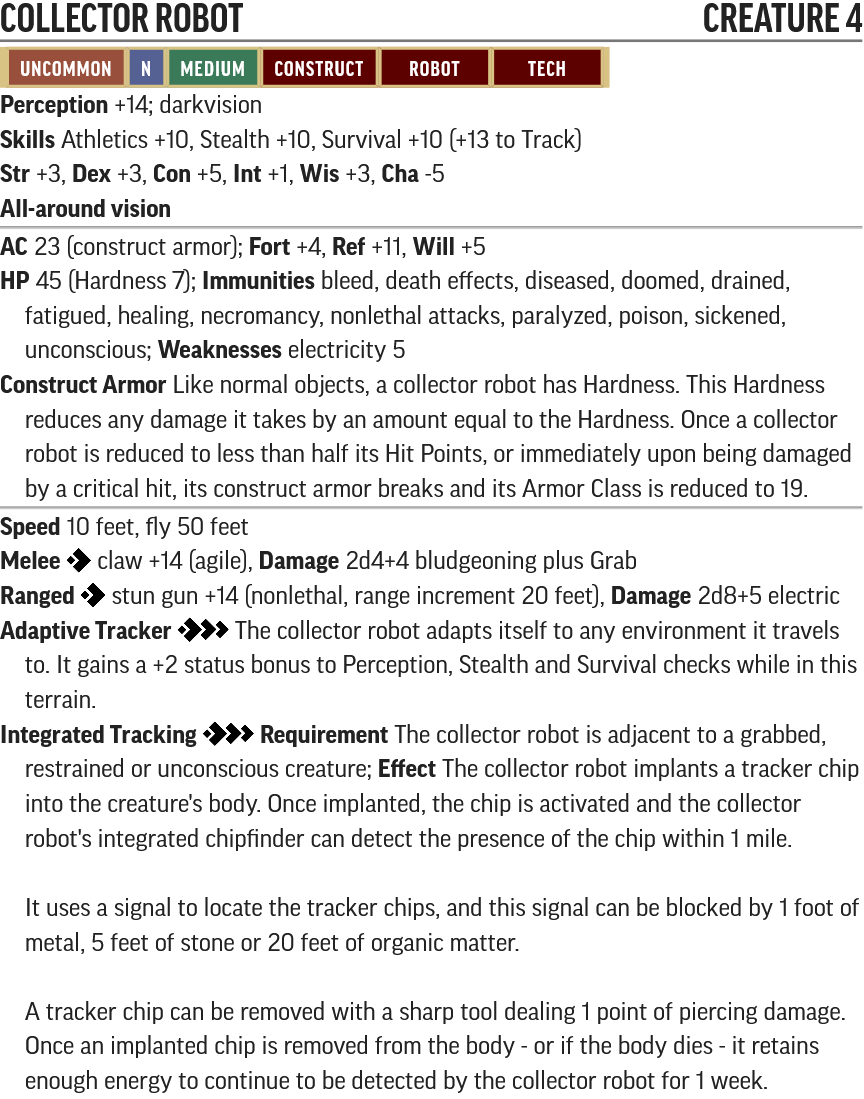 COLLECTOR ROBOT CREATURE 4
UNCOMMON N MEDIUM CONSTRUCT ROBOT TECH
Perception +14; darkvision
Skills Athletics +10, Stealth +10, Survival +10 (+13 to Track)
Str +3, Dex +3, Con +5, Int +1, Wis +3, Cha -5
All-around vision
AC 23 (construct armor); Fort +4, Ref +11, Will +5
HP 45 (Hardness 7); Immunities bleed, death effects, diseased, doomed, drained,
fatigued, healing, necromancy, nonlethal attacks, paralyzed, poison, sickened,
unconscious; Weaknesses electricity 5
Construct Armor Like normal objects, a collector robot has Hardness. This Hardness
reduces any damage it takes by an amount equal to the Hardness. Once a collector
robot is reduced to less than half its Hit Points, or immediately upon being damaged
by a critical hit, its construct armor breaks and its Armor Class is reduced to 19.
Speed 10 feet, fly 50 feet
Melee claw +14 (agile), Damage 2d4+4 bludgeoning plus Grab
Ranged stun gun +14 (nonlethal, range increment 20 feet), Damage 2d8+5 electric
Adaptive Tracker The collector robot adapts itself to any environment it travels
to. It gains a +2 status bonus to Perception, Stealth and Survival checks while in this
terrain.
Integrated Tracking Requirement The collector robot is adjacent to a grabbed,
restrained or unconscious creature; Effect The collector robot implants a tracker chip
into the creature's body. Once implanted, the chip is activated and the collector
robot's integrated chipfinder can detect the presence of the chip within 1 mile.
It uses a signal to locate the tracker chips, and this signal can be blocked by 1 foot of
metal, 5 feet of stone or 20 feet of organic matter.
A tracker chip can be removed with a sharp tool dealing 1 point of piercing damage.
Once an implanted chip is removed from the body - or if the body dies - it retains
enough energy to continue to be detected by the collector robot for 1 week.